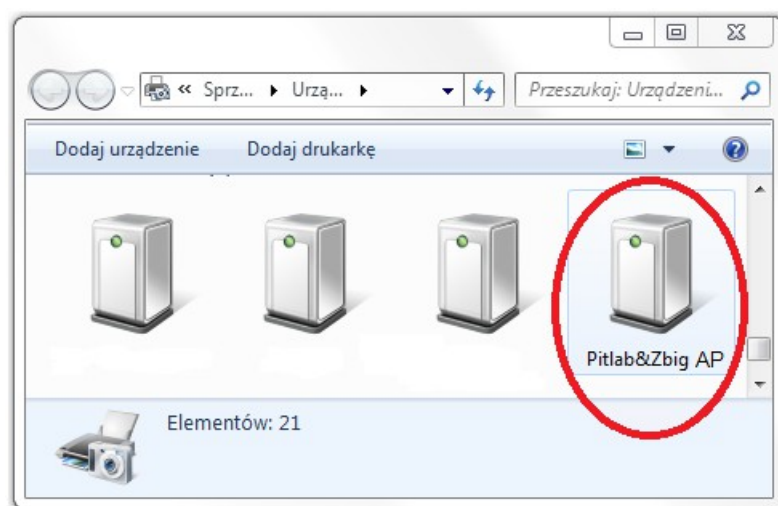 « Sprz... Urzą...
Przeszukaj: Urządzeni...
Dodaj urządzenie
Dodaj drukarkę
Pitlab&Zbig AP
Elementów: 21